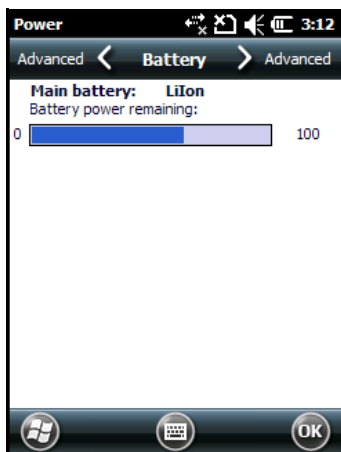 Power 3:12
Advanced Battery Advanced
Main battery: LiIon
Battery power remaining:
0 100
OK